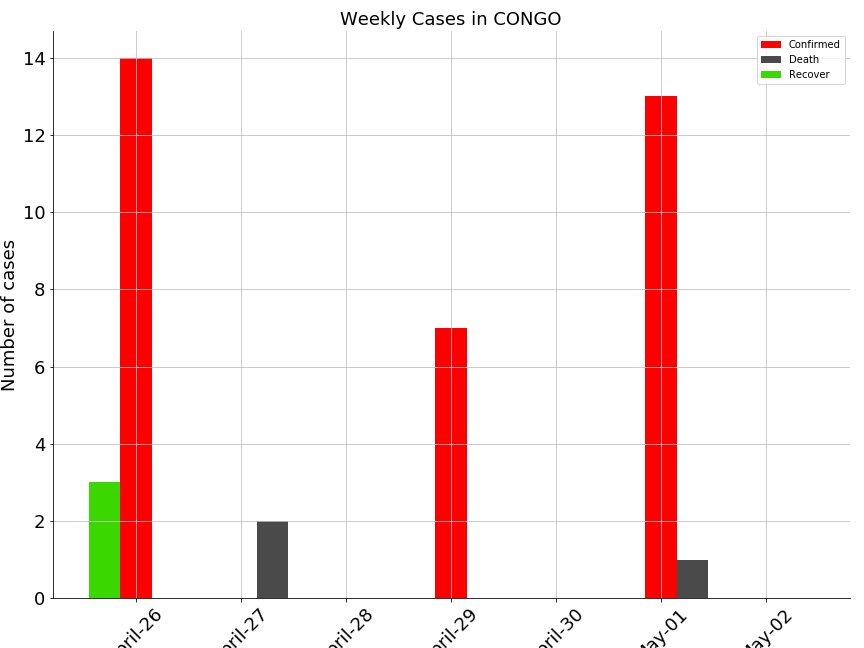 Weekly Cases in CONGO
Confirmed
Death
Recover
Number of cases
14
12
10
8
6
4
2
0
pril-26
pril-27
pril-28
pril-29
pril-30
May-01
May-02